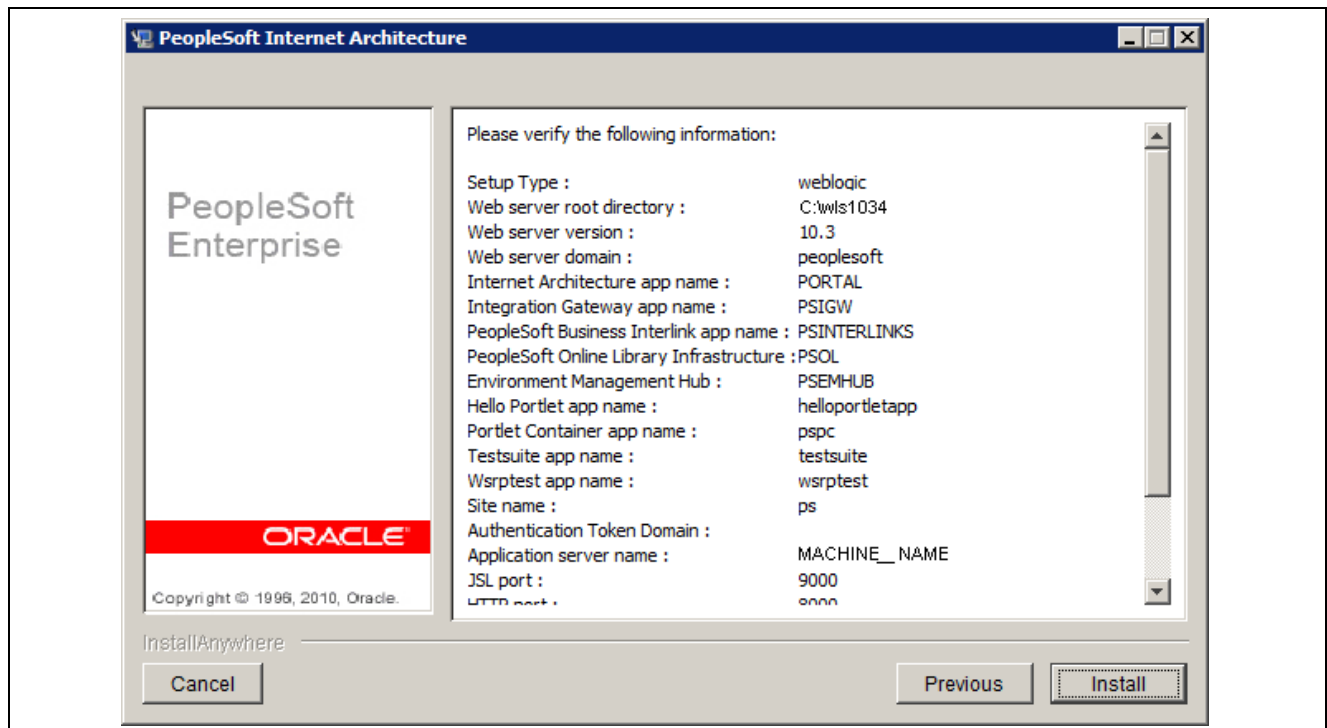 PeopleSoft Internet Architecture
PeopleSoft
Enterprise
ORACLE
Copyright © 1996, 2010, Oracle.
Please verify the following information:
Setup Type : weblogic
Web server root directory : C:\wls1034
Web server version : 10.3
Web server domain : peoplesoft
Internet Architecture app name : PORTAL
Integration Gateway app name : PSIGW
PeopleSoft Business Interlink app name : PSINTERLINKS
PeopleSoft Online Library Infrastructure : PSOL
Environment Management Hub : PSEMHUB
Hello Portlet app name : helloportletapp
Portlet Container app name : pspc
Testsuite app name : testsuite
Wsrptest app name : wsrptest
Site name : ps
Authentication Token Domain :
Application server name : MACHINE__NAME
JSL port : 9000
HTTP port : 8000
InstallAnywhere
Cancel Previous Install